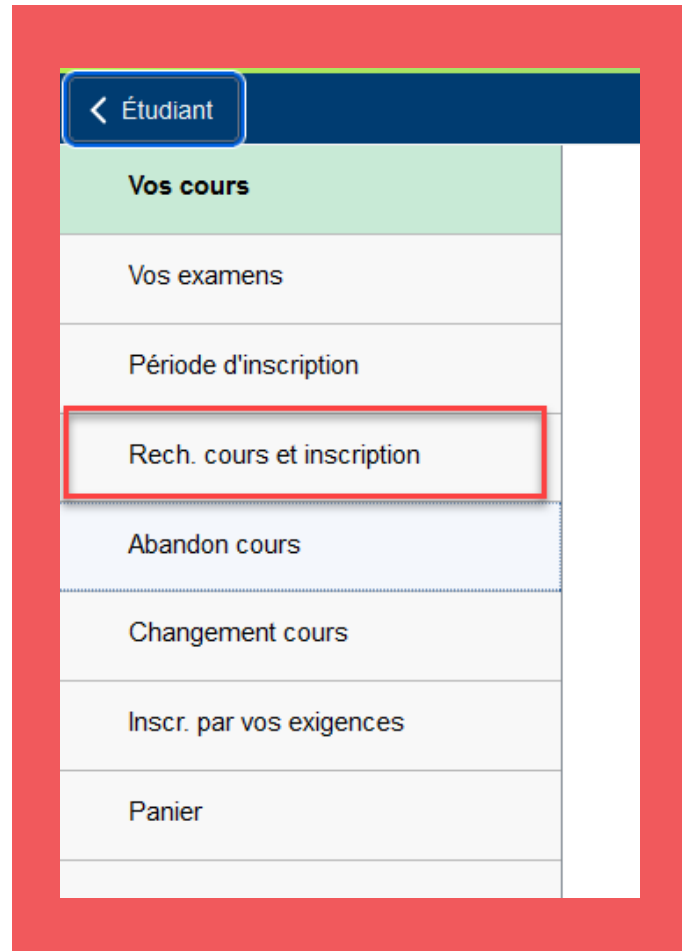 Étudiant
Vos cours
Vos examens
Période d'inscription
Rech. cours et inscription
Abandon cours
Changement cours
Inscr. par vos exigences
Panier